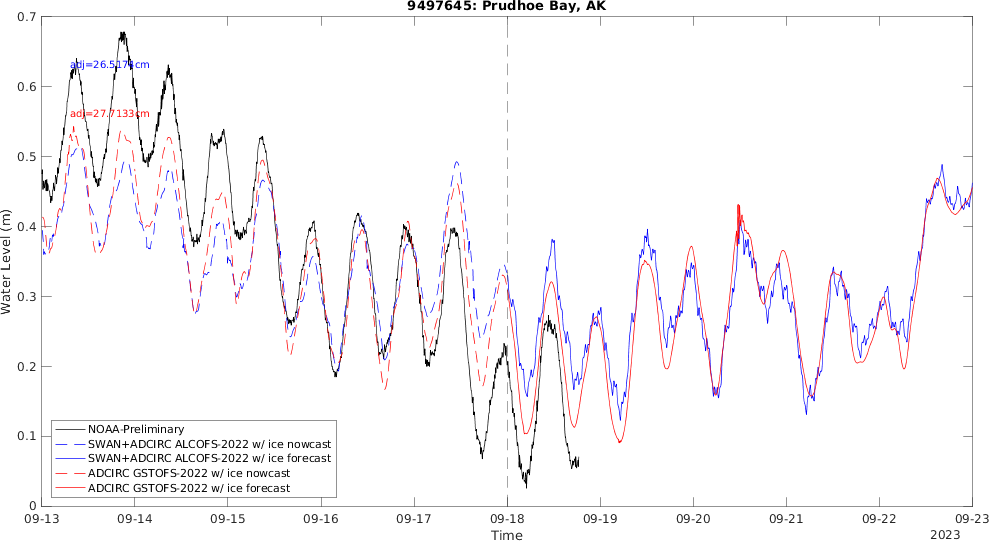 9497645: Prudhoe Bay, AK
0.7
0.6
0.5
0.4
0.3
0.2
0.1
0
Water Level (m)
adj=26.5174cm
adj=27.7133cm
NOAA-Preliminary
SWAN+ADCIRC ALCOFS-2022 w/ ice nowcast
SWAN+ADCIRC ALCOFS-2022 w/ ice forecast
ADCIRC GSTOFS-2022 w/ ice nowcast
ADCIRC GSTOFS-2022 w/ ice forecast
09-13 09-14 09-15 09-16 09-17 09-18 09-19 09-20 09-21 09-22 09-23
Time
2023